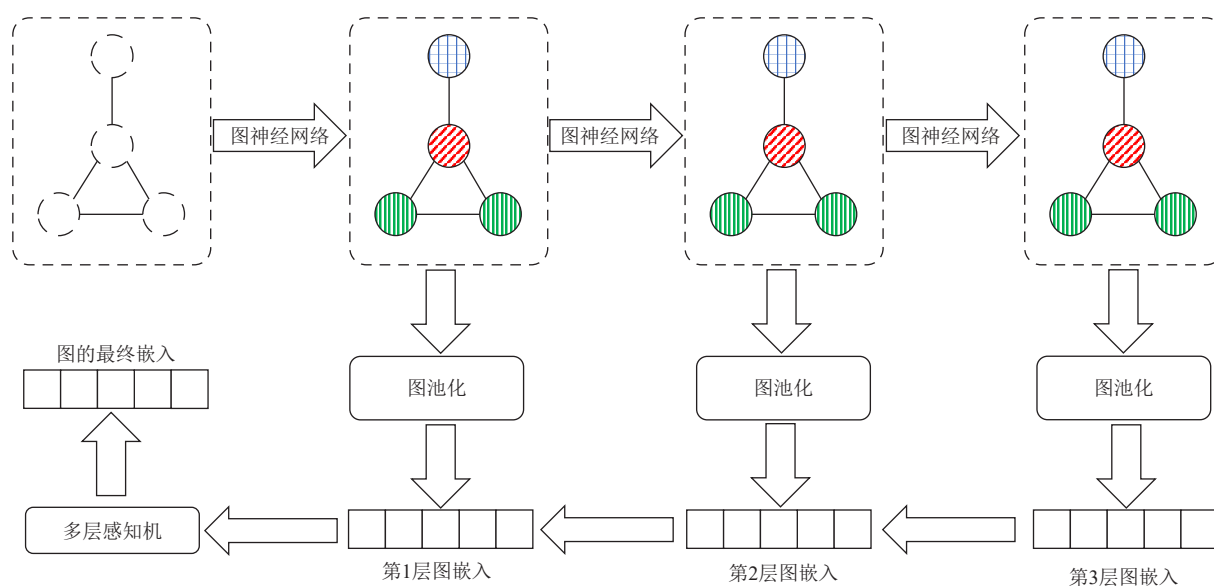 图神经网络
图神经网络
图神经网络
图的最终嵌入
图池化
图池化
图池化
多层感知机
第1层图嵌入
第2层图嵌入
第3层图嵌入